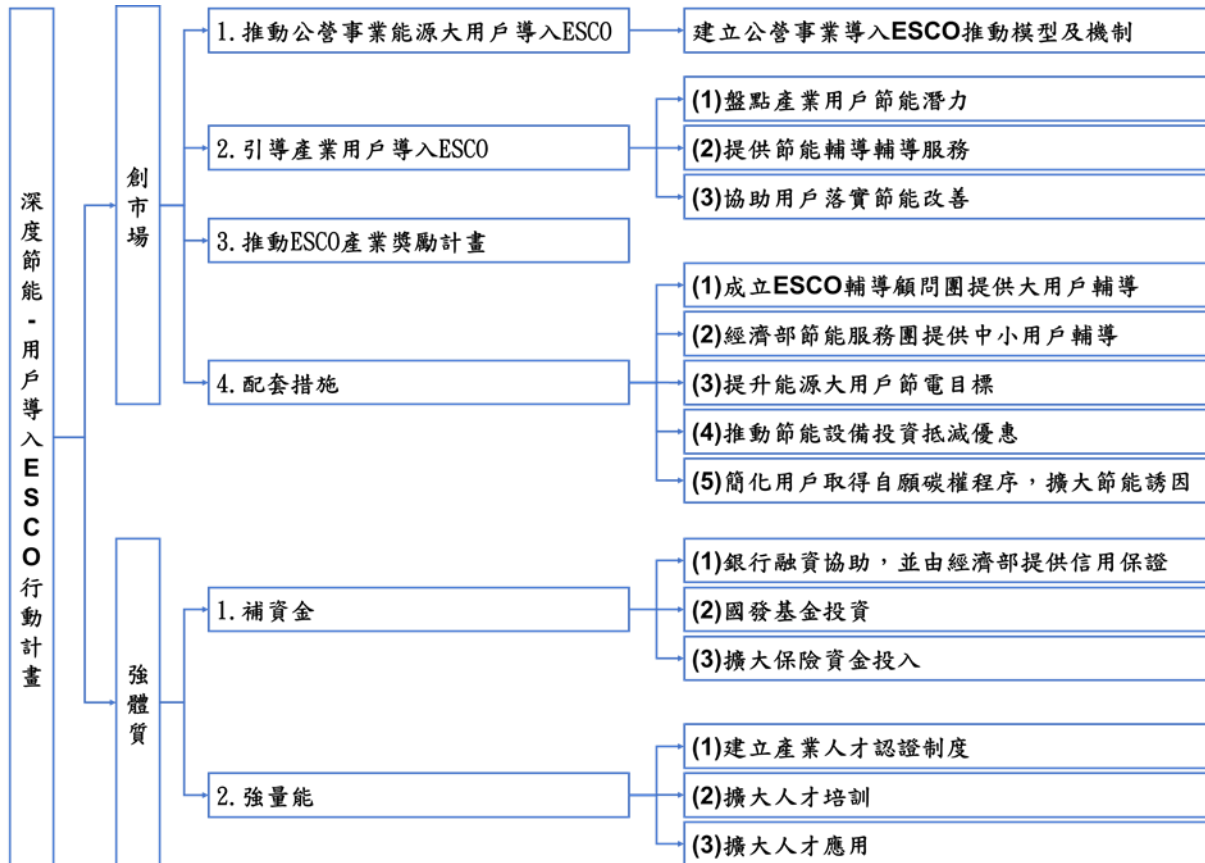 深度節能-用戶導入ESCO行動計畫
創市場
1.推動公營事業能源大用戶導入ESCO
建立公營事業導入ESCO推動模型及機制
2.引導產業用戶導入ESCO
(1)盤點產業用戶節能潛力
(2)提供節能輔導輔導服務
(3)協助用戶落實節能改善
3.推動ESCO產業獎勵計畫
4.配套措施
(1)成立ESCO輔導顧問團提供大用戶輔導
(2)經濟部節能服務團提供中小用戶輔導
(3)提升能源大用戶節電目標
(4)推動節能設備投資抵減優惠
(5)簡化用戶取得自願碳權程序，擴大節能誘因
強體質
1.補資金
(1)銀行融資協助，並由經濟部提供信用保證
(2)國發基金投資
(3)擴大保險資金投入
2.強量能
(1)建立產業人才認證制度
(2)擴大人才培訓
(3)擴大人才應用